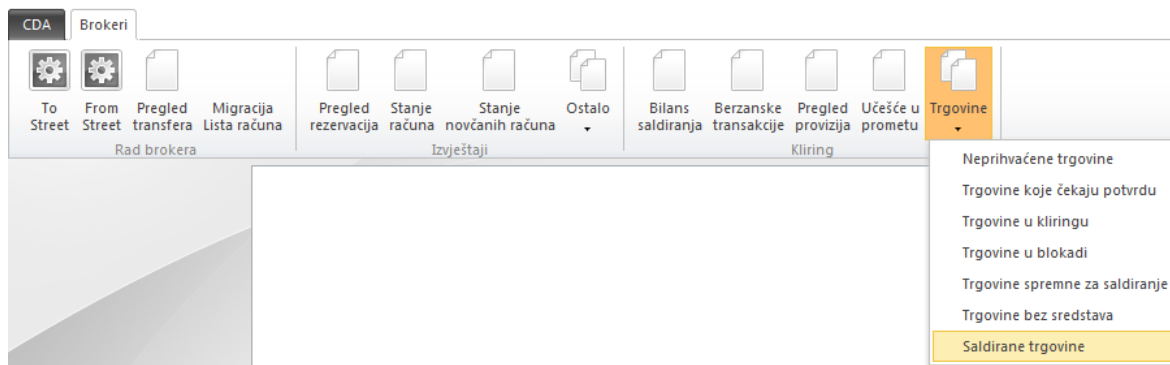 CDA Brokeri
To Street From Street Pregled transfera Migracija Lista računa Pregled rezervacija Stanje računa Stanje novčanih računa Ostalo Bilans saldiranja Berzanske transakcije Pregled provizija Učešće u prometu Trgovine
Rad brokera Izvještaji Kliring
Neprihvaćene trgovine
Trgovine koje čekaju potvrdu
Trgovine u kliringu
Trgovine u blokadi
Trgovine spremne za saldiranje
Trgovine bez sredstava
Saldirane trgovine